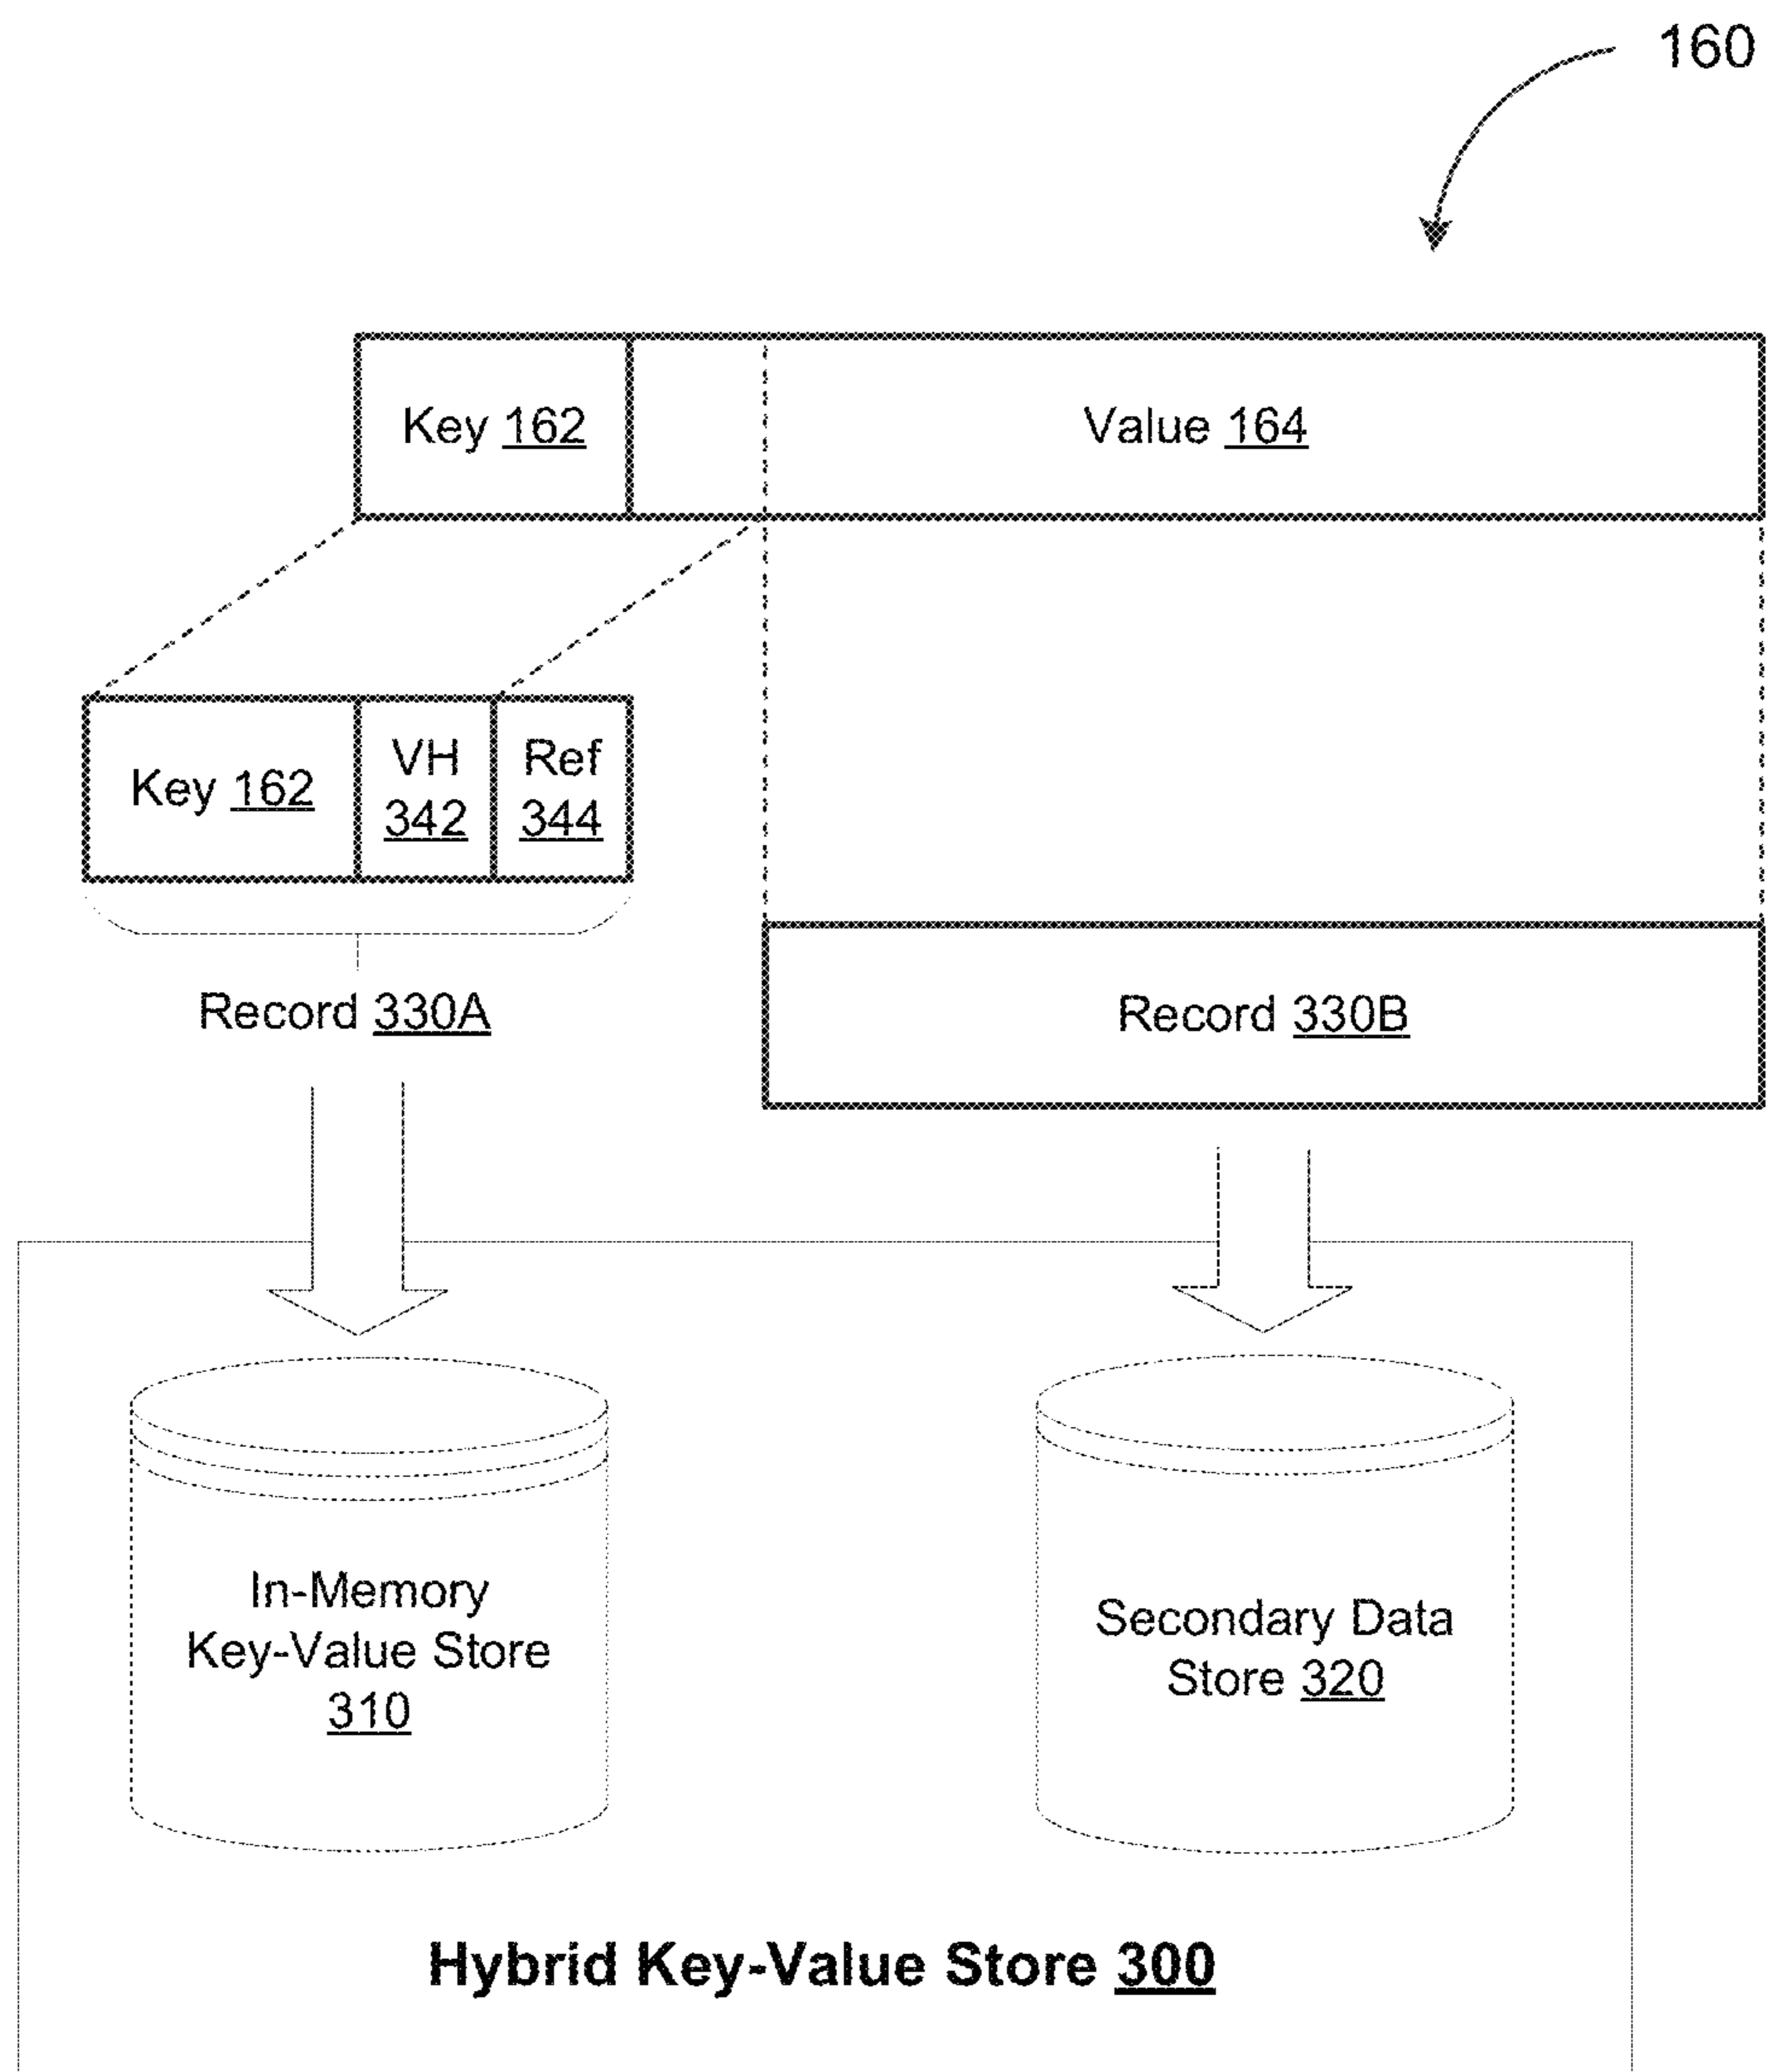 160
Key 162
Value 164
Key 162
VH
342
Ref
344
Record 330A
Record 330B
In-Memory
Key-Value Store
310
Secondary Data
Store 320
Hybrid Key-Value Store 300